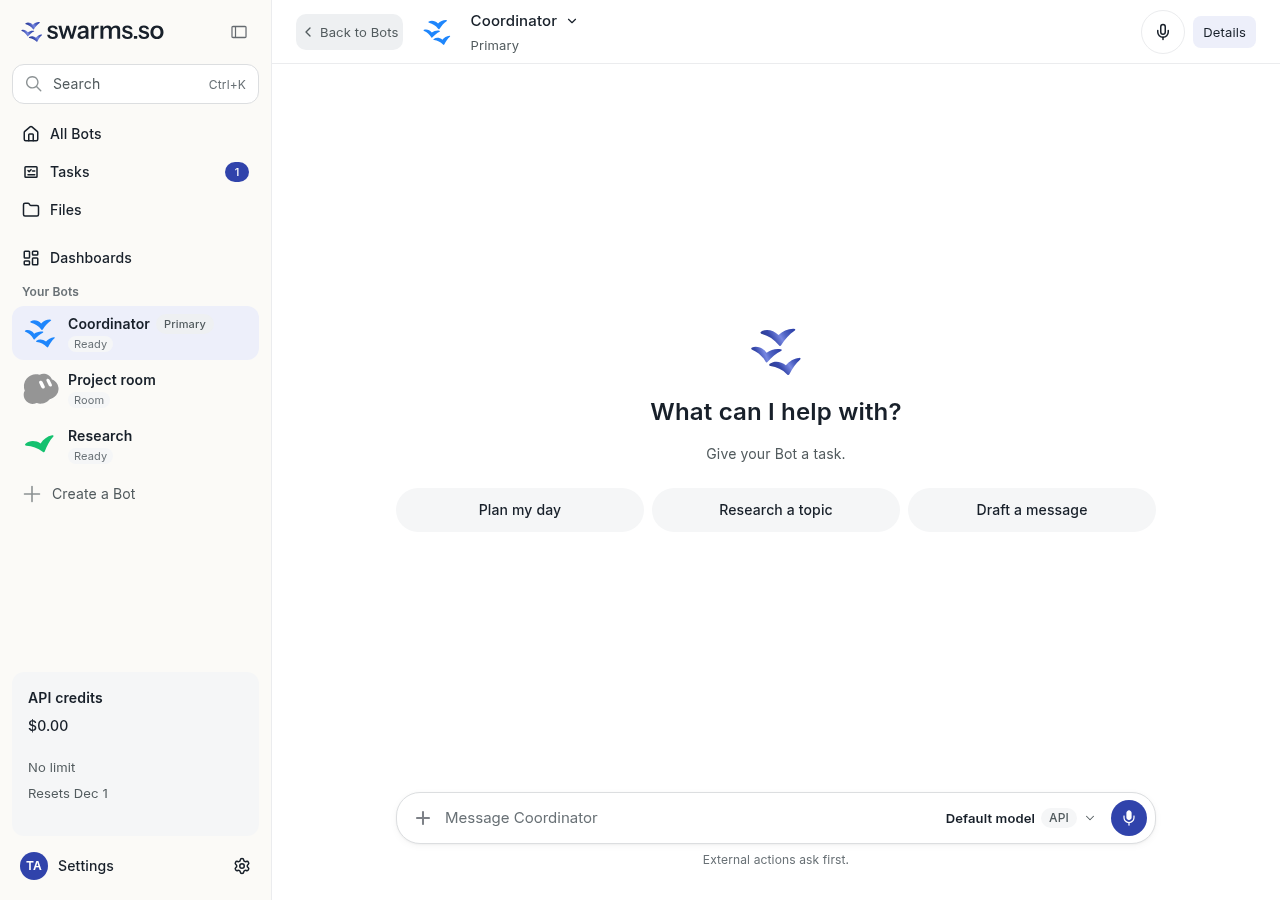 swarms.so
Search Ctrl+K
All Bots
Tasks 1
Files
Dashboards
Your Bots
Coordinator Primary
Ready
Project room
Room
Research
Ready
Create a Bot
API credits
$0.00
No limit
Resets Dec 1
TA Settings
Back to Bots
Coordinator
Primary
Details
What can I help with?
Give your Bot a task.
Plan my day
Research a topic
Draft a message
Message Coordinator
Default model API
External actions ask first.